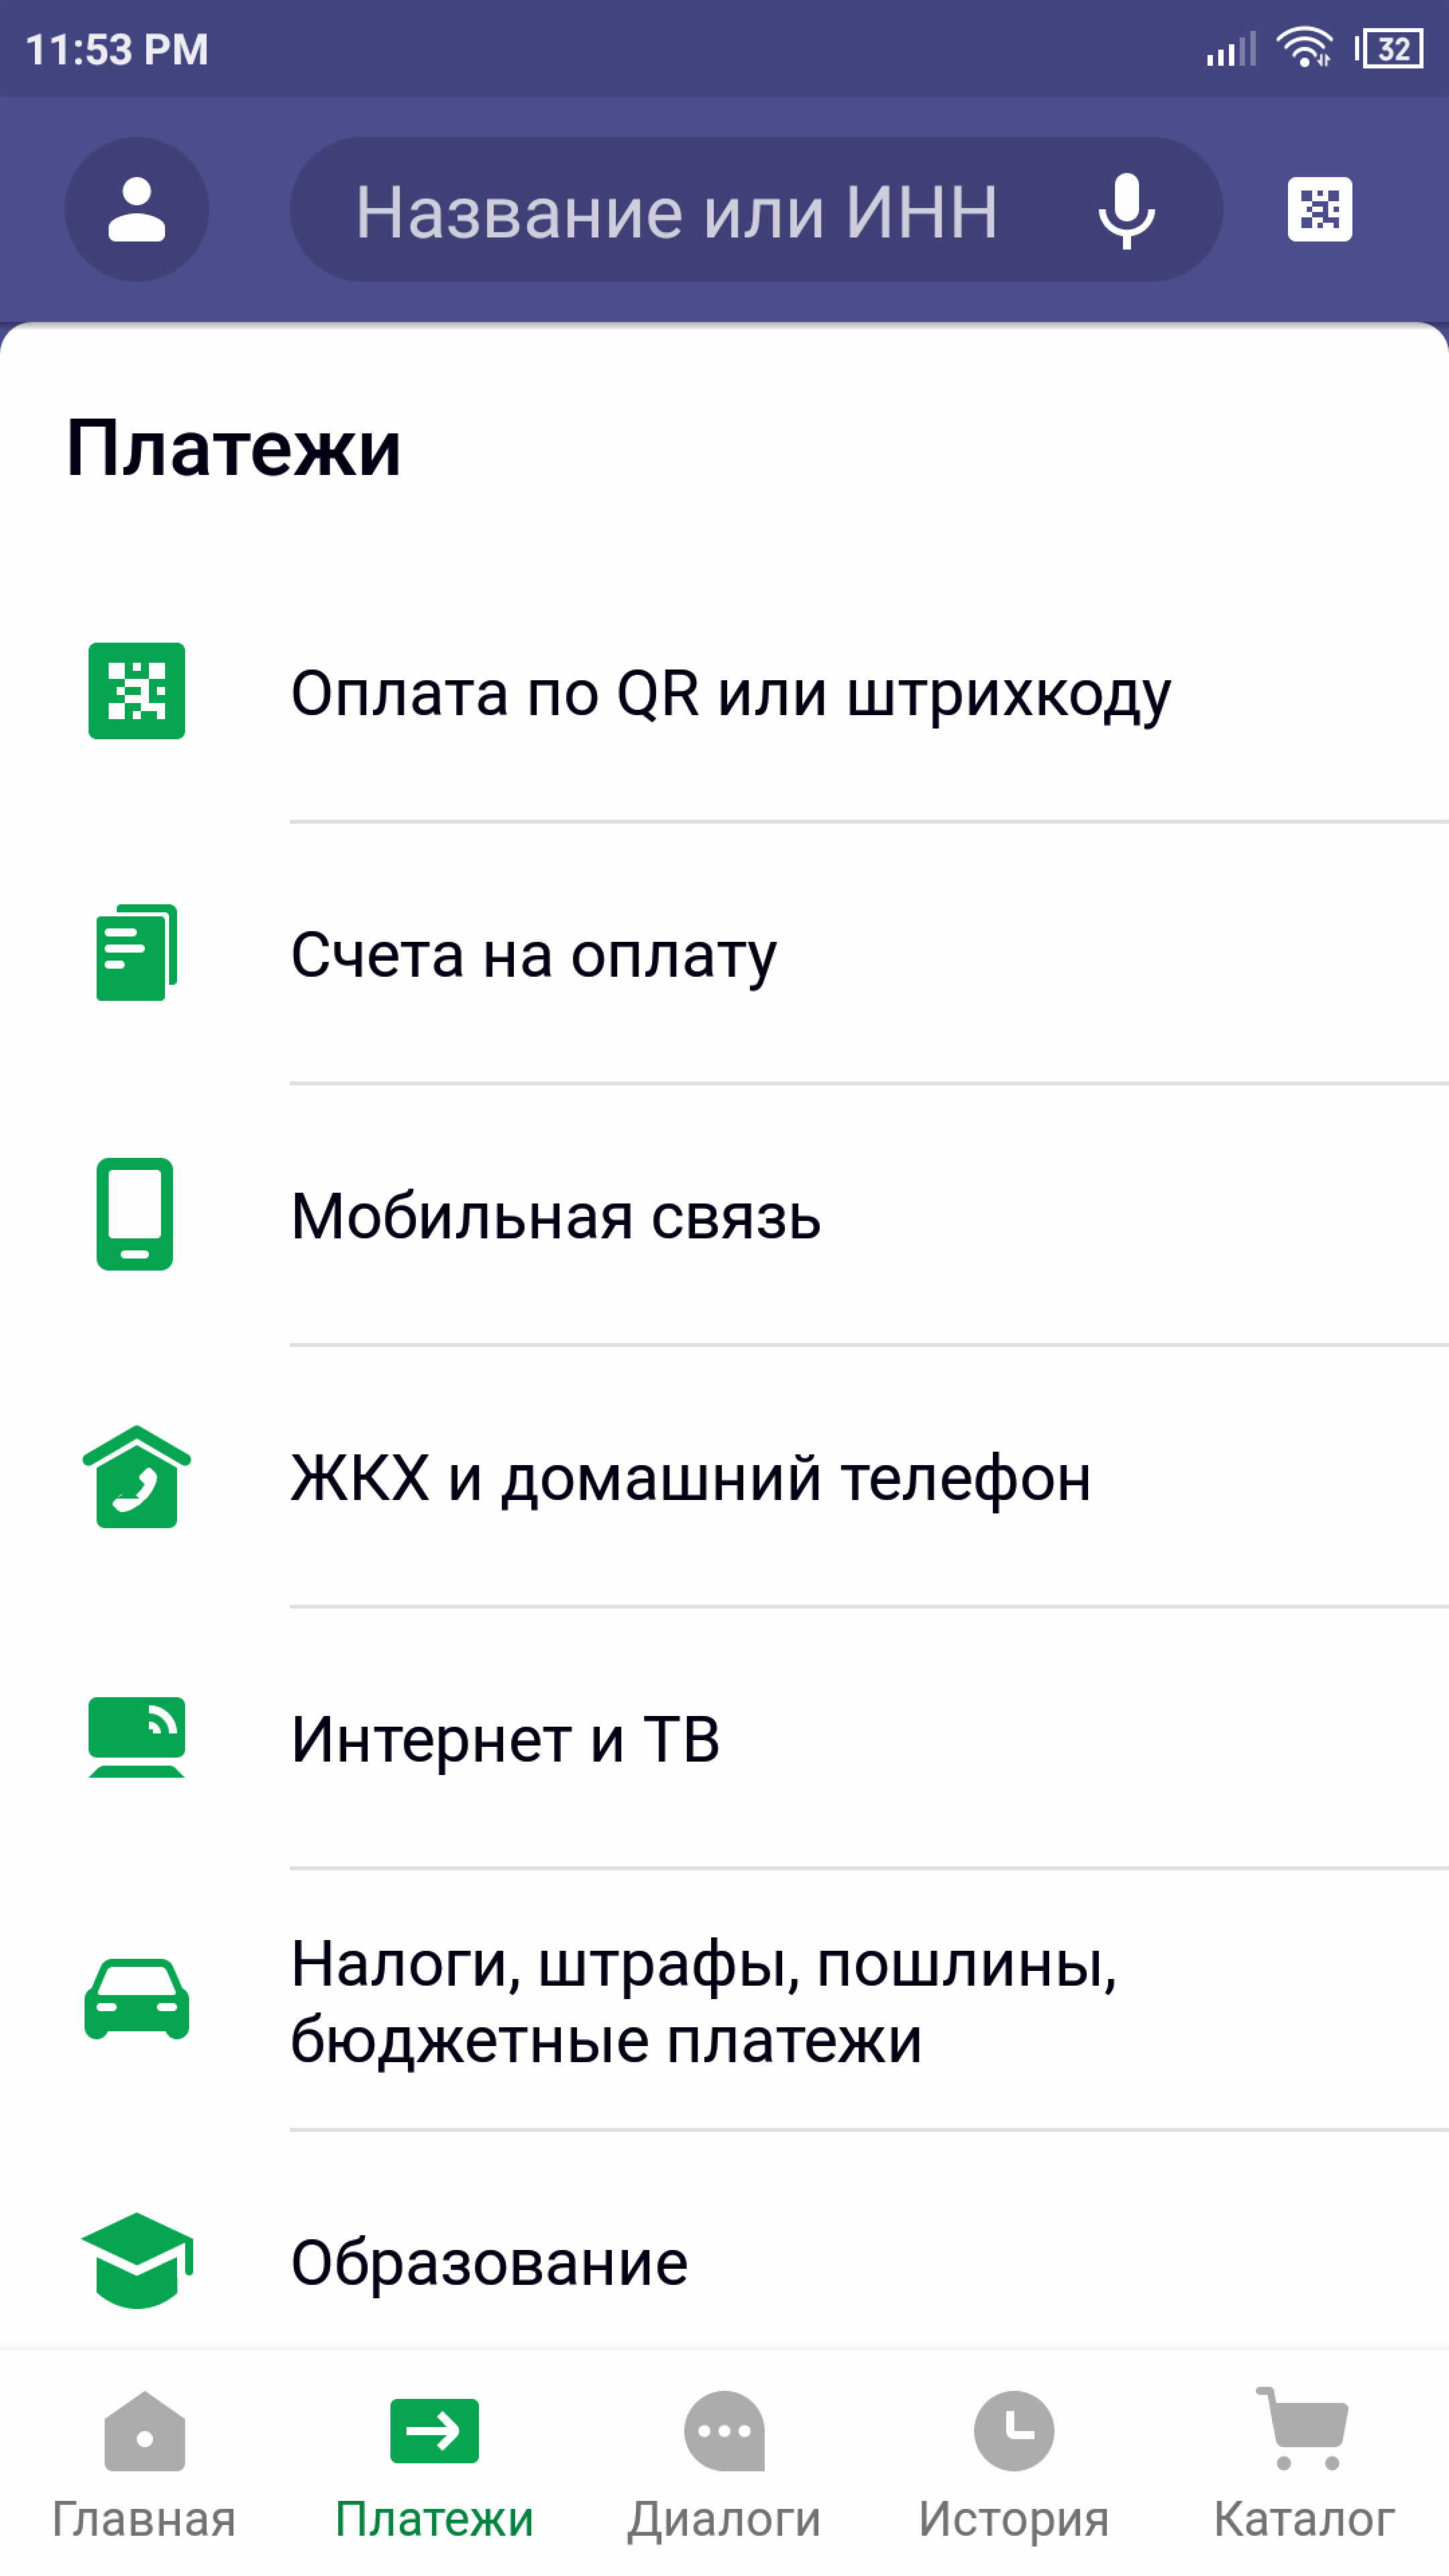 11:53 PM
32
Название или ИНН
Платежи
Оплата по QR или штрихкоду
Счета на оплату
Мобильная связь
ЖКХ и домашний телефон
Интернет и ТВ
Налоги, штрафы, пошлины,
бюджетные платежи
Образование
Главная
Платежи
Диалоги
История
Каталог